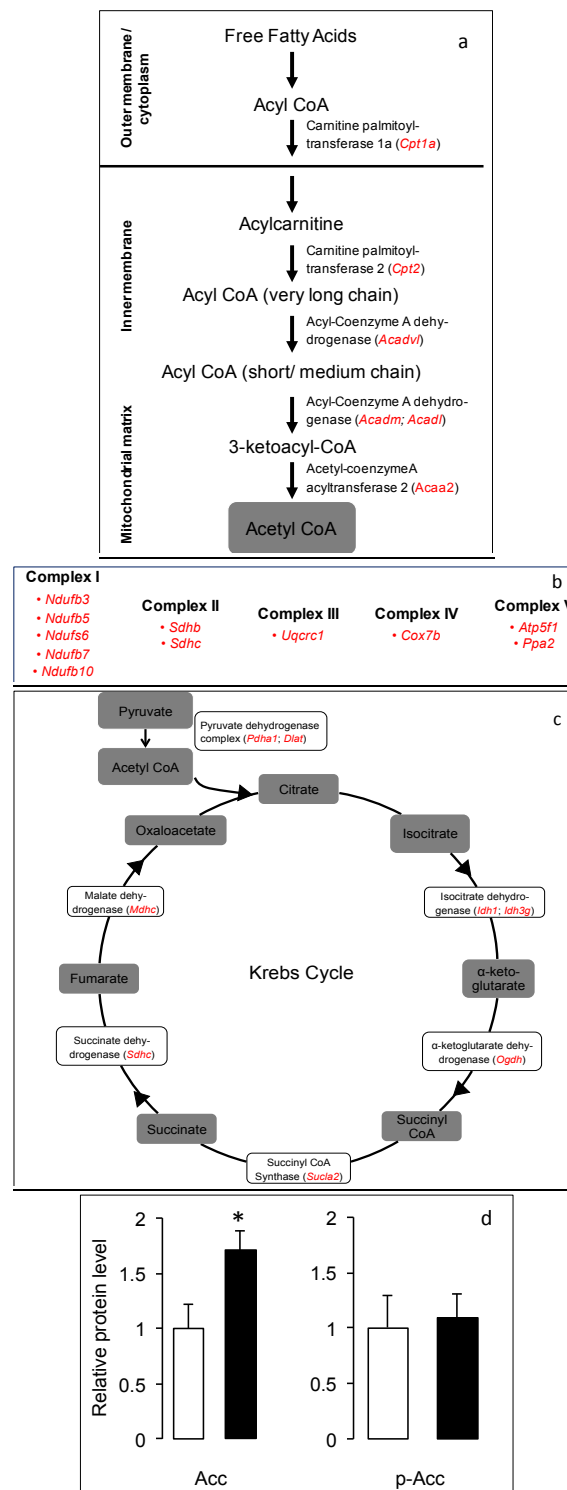 a
Free Fatty Acids
Outer membrane/
cytoplasm
Acyl CoA
Carnitine palmitoyl-
transferase 1a (Cpt1a)
Acylcarnitine
Inner membrane
Carnitine palmitoyl-
transferase 2 (Cpt2)
Acyl CoA (very long chain)
Acyl-Coenzyme A dehy-
drogenase (Acadvl)
Acyl CoA (short/ medium chain)
Mitochondrial matrix
Acyl-Coenzyme A dehydro-
genase (Acadm; Acadl)
3-ketoacyl-CoA
Acetyl-coenzymeA
acyltransferase 2 (Acaa2)
Acetyl CoA
b
Complex I
• Ndufb3
• Ndufb5
• Ndufs6
• Ndufb7
• Ndufb10
Complex II
• Sdhb
• Sdhc
Complex III
• Uqcrc1
Complex IV
• Cox7b
Complex V
• Atp5f1
• Ppa2
c
Pyruvate
Pyruvate dehydrogenase
complex (Pdha1; Dlat)
Acetyl CoA
Citrate
Oxaloacetate
Isocitrate
Malate dehy-
drogenase (Mdhc)
Isocitrate dehydro-
genase (Idh1; Idh3g)
Krebs Cycle
Fumarate
α-keto-
glutarate
Succinate dehy-
drogenase (Sdhc)
α-ketoglutarate dehy-
drogenase (Ogdh)
Succinate
Succinyl
CoA
Succinyl CoA
Synthase (Sucla2)
d
Relative protein level
2
1.5
1
0.5
0
*
Acc
2
1.5
1
0.5
0
p-Acc